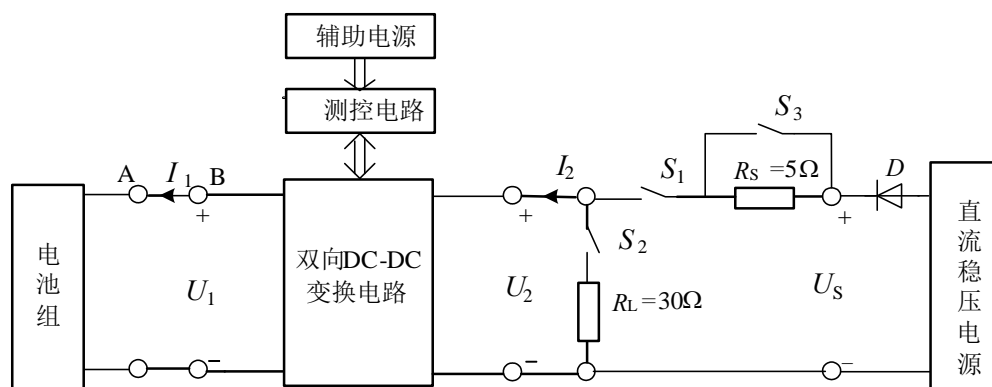 辅助电源
测控电路
S3
A
I1
B
I2
S1
RS=5Ω
D
+
+
+
电池组
U1
双向DC-DC
变换电路
U2
S2
RL=30Ω
US
直流稳压电源
−
−
−